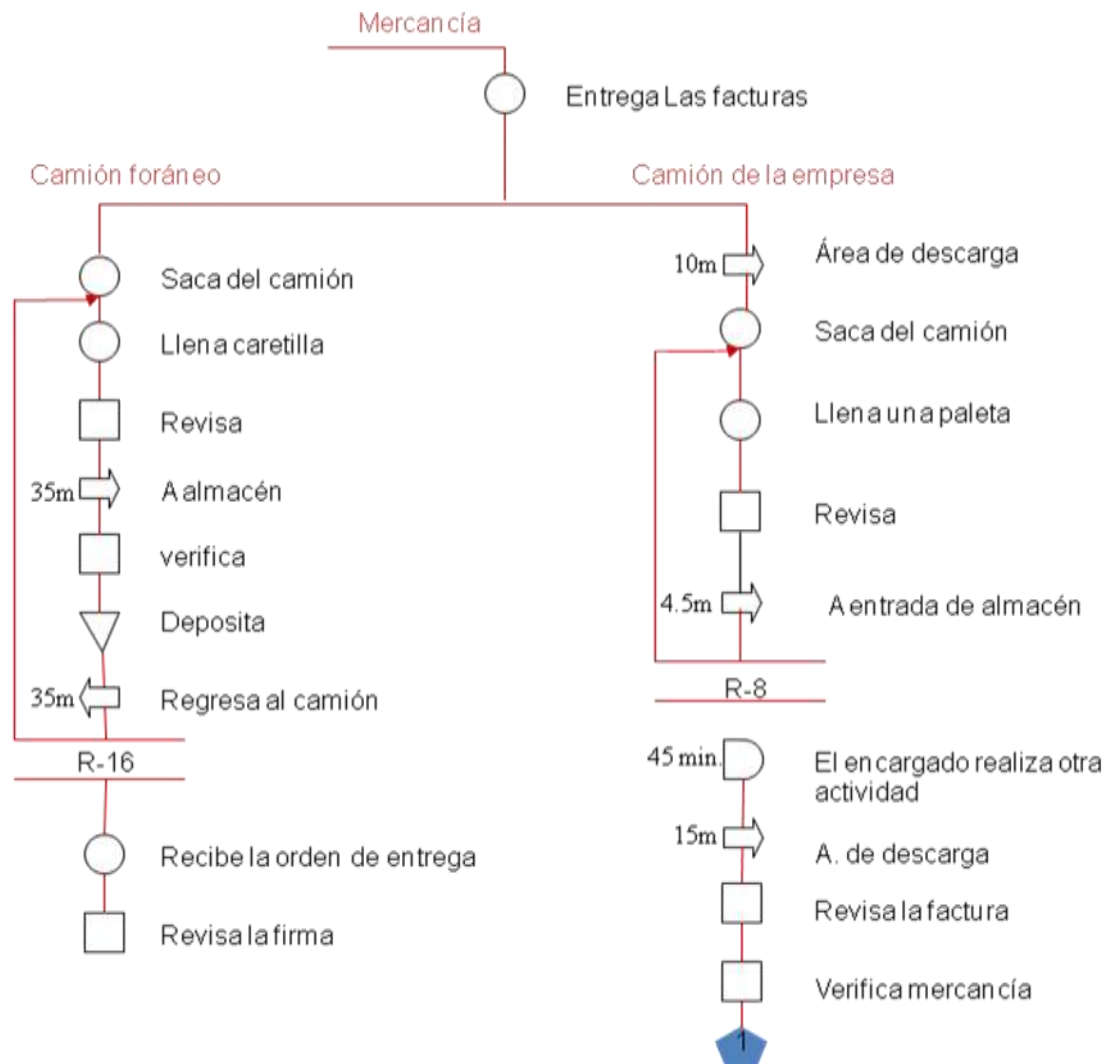 Mercancía
Entrega Las facturas
Camión foráneo
Saca del camión
Llena caretilla
Revisa
35m
A almacén
verifica
Deposita
35m
Regresa al camión
R-16
Recibe la orden de entrega
Revisa la firma
Camión de la empresa
10m
Área de descarga
Saca del camión
Llena una paleta
Revisa
4.5m
A entrada de almacén
R-8
45 min.
El encargado realiza otra
actividad
15m
A. de descarga
Revisa la factura
Verifica mercancía
1